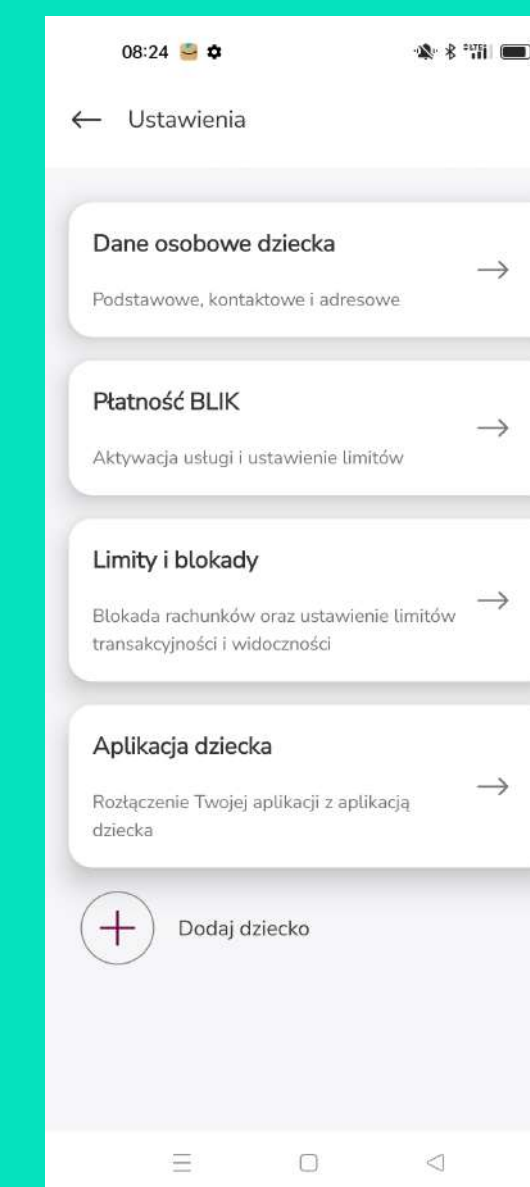 08:24
Ustawienia
Dane osobowe dziecka
Podstawowe, kontaktowe i adresowe
Płatność BLIK
Aktywacja usługi i ustawienie limitów
Limity i blokady
Blokada rachunków oraz ustawienie limitów
transakcyjności i widoczności
Aplikacja dziecka
Rozłączenie Twojej aplikacji z aplikacją
dziecka
Dodaj dziecko